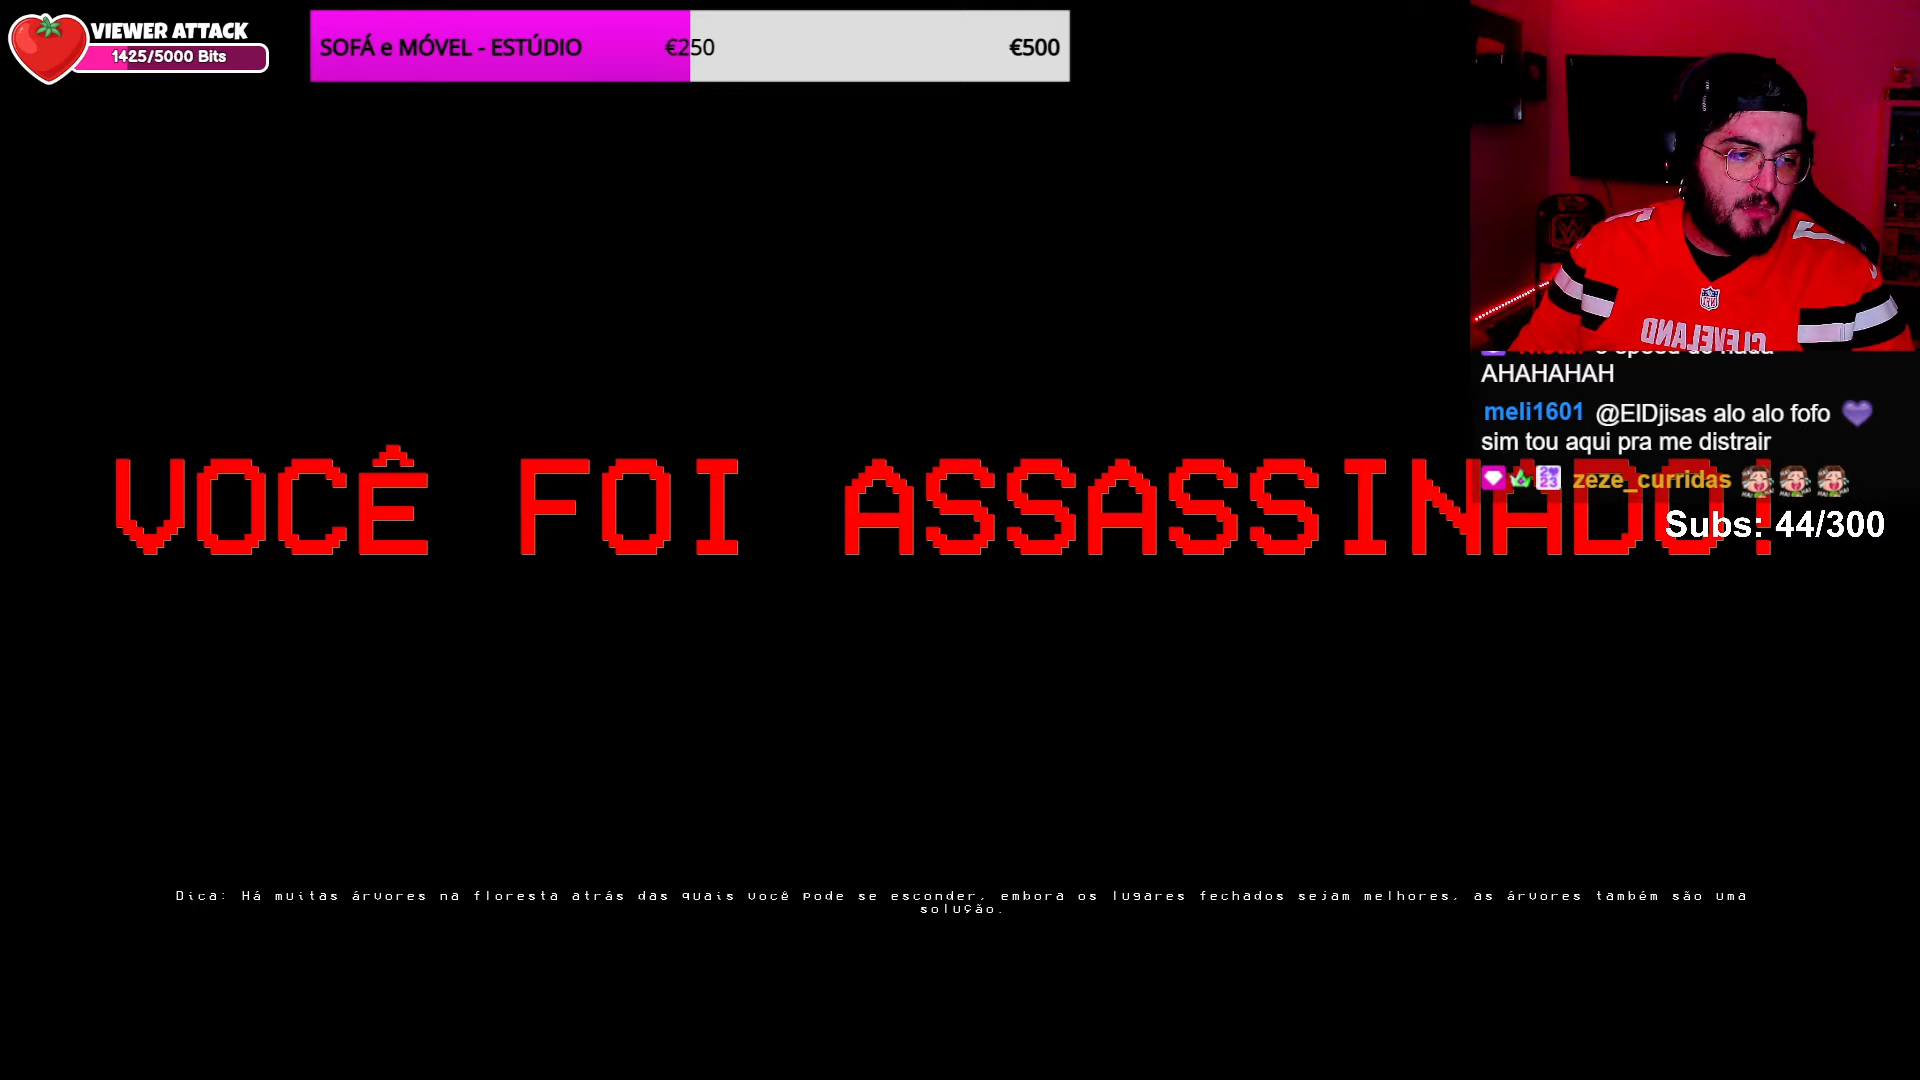 VIEWER ATTACK
1425/5000 Bits
SOFÁ e MÓVEL - ESTÚDIO €250 €500
CLEVELAND
AHAHAHAH
meli1601 @ElDjisas alo alo fofo
sim tou aqui pra me distrair
zeze_curridas
VOCÊ FOI ASSASSINADO!
Subs: 44/300
Dica: Há muitas árvores na floresta atrás das quais você pode se esconder, embora os lugares fechados sejam melhores, as árvores também são uma
solução.